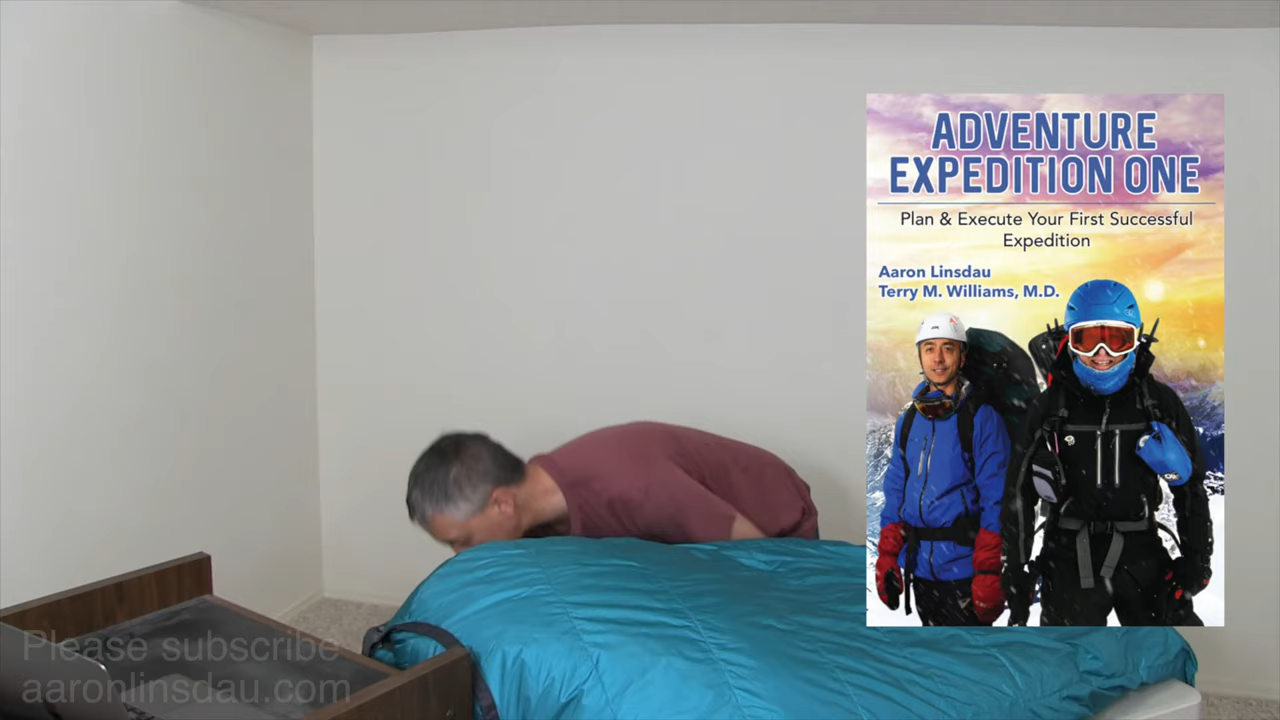 ADVENTURE
EXPEDITION ONE
Plan & Execute Your First Successful
Expedition
Aaron Linsdau
Terry M. Williams, M.D.
Please subscribe
aaronlinsdau.com